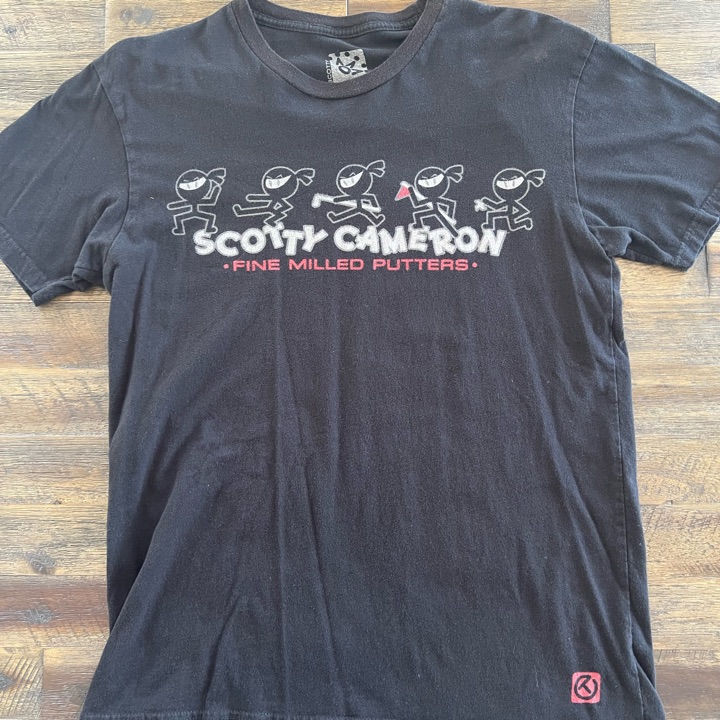 SCOTTY CAMERON
• FINE MILLED PUTTERS •